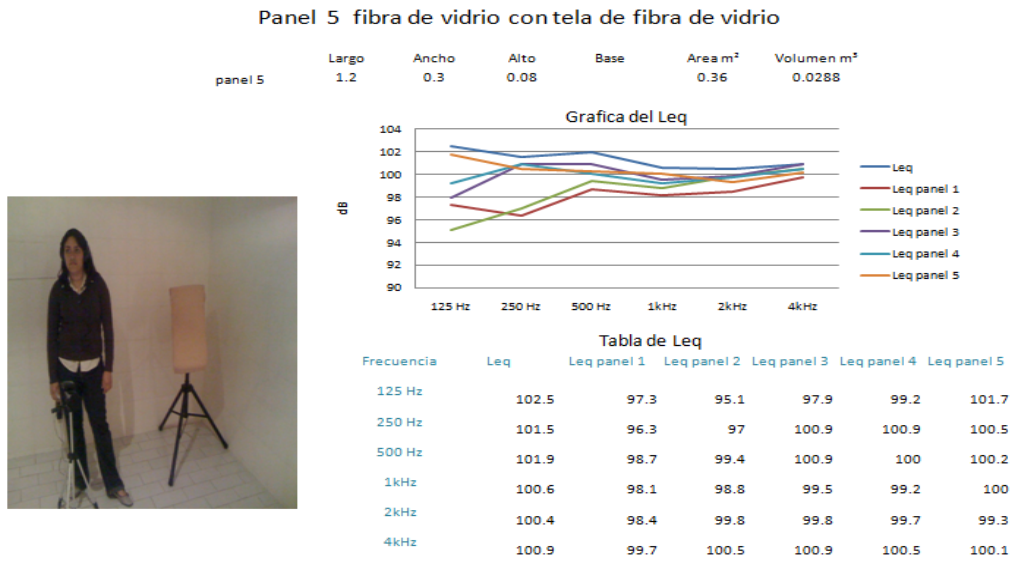 Panel 5 fibra de vidrio con tela de fibra de vidrio
Largo Ancho Alto Base Area m² Volumen m³
panel 5 1.2 0.3 0.08 0.36 0.0288
Grafica del Leq
104
102
100
98
96
94
92
90
dB
125 Hz 250 Hz 500 Hz 1kHz 2kHz 4kHz
Leq
Leq panel 1
Leq panel 2
Leq panel 3
Leq panel 4
Leq panel 5
Tabla de Leq
Frecuencia Leq Leq panel 1 Leq panel 2 Leq panel 3 Leq panel 4 Leq panel 5
125 Hz 102.5 97.3 95.1 97.9 99.2 101.7
250 Hz 101.5 96.3 97 100.9 100.9 100.5
500 Hz 101.9 98.7 99.4 100.9 100 100.2
1kHz 100.6 98.1 98.8 99.5 99.2 100
2kHz 100.4 98.4 99.8 99.8 99.7 99.3
4kHz 100.9 99.7 100.5 100.9 100.5 100.1